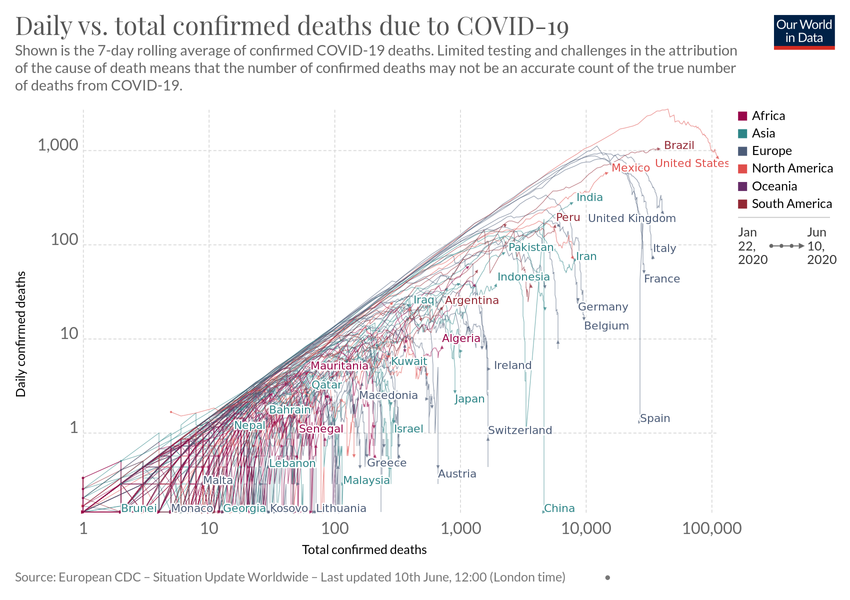 Daily vs. total confirmed deaths due to COVID-19
Our World
in Data
Shown is the 7-day rolling average of confirmed COVID-19 deaths. Limited testing and challenges in the attribution
of the cause of death means that the number of confirmed deaths may not be an accurate count of the true number
of deaths from COVID-19.
Daily confirmed deaths
1,000
100
10
1
Brazil
United States
Mexico
India
Peru
United Kingdom
Pakistan
Italy
Iran
Indonesia
France
Iraq
Argentina
Germany
Belgium
Algeria
Mauritania
Kuwait
Ireland
Qatar
Macedonia
Japan
Bahrain
Spain
Nepal
Senegal
Israel
Switzerland
Lebanon
Greece
Austria
Malta
Malaysia
Brunei
Monaco
Georgia
Kosovo
Lithuania
China
1
10
100
1,000
10,000
100,000
Total confirmed deaths
Africa
Asia
Europe
North America
Oceania
South America
Jan
22,
2020
Jun
10,
2020
Source: European CDC – Situation Update Worldwide – Last updated 10th June, 12:00 (London time)